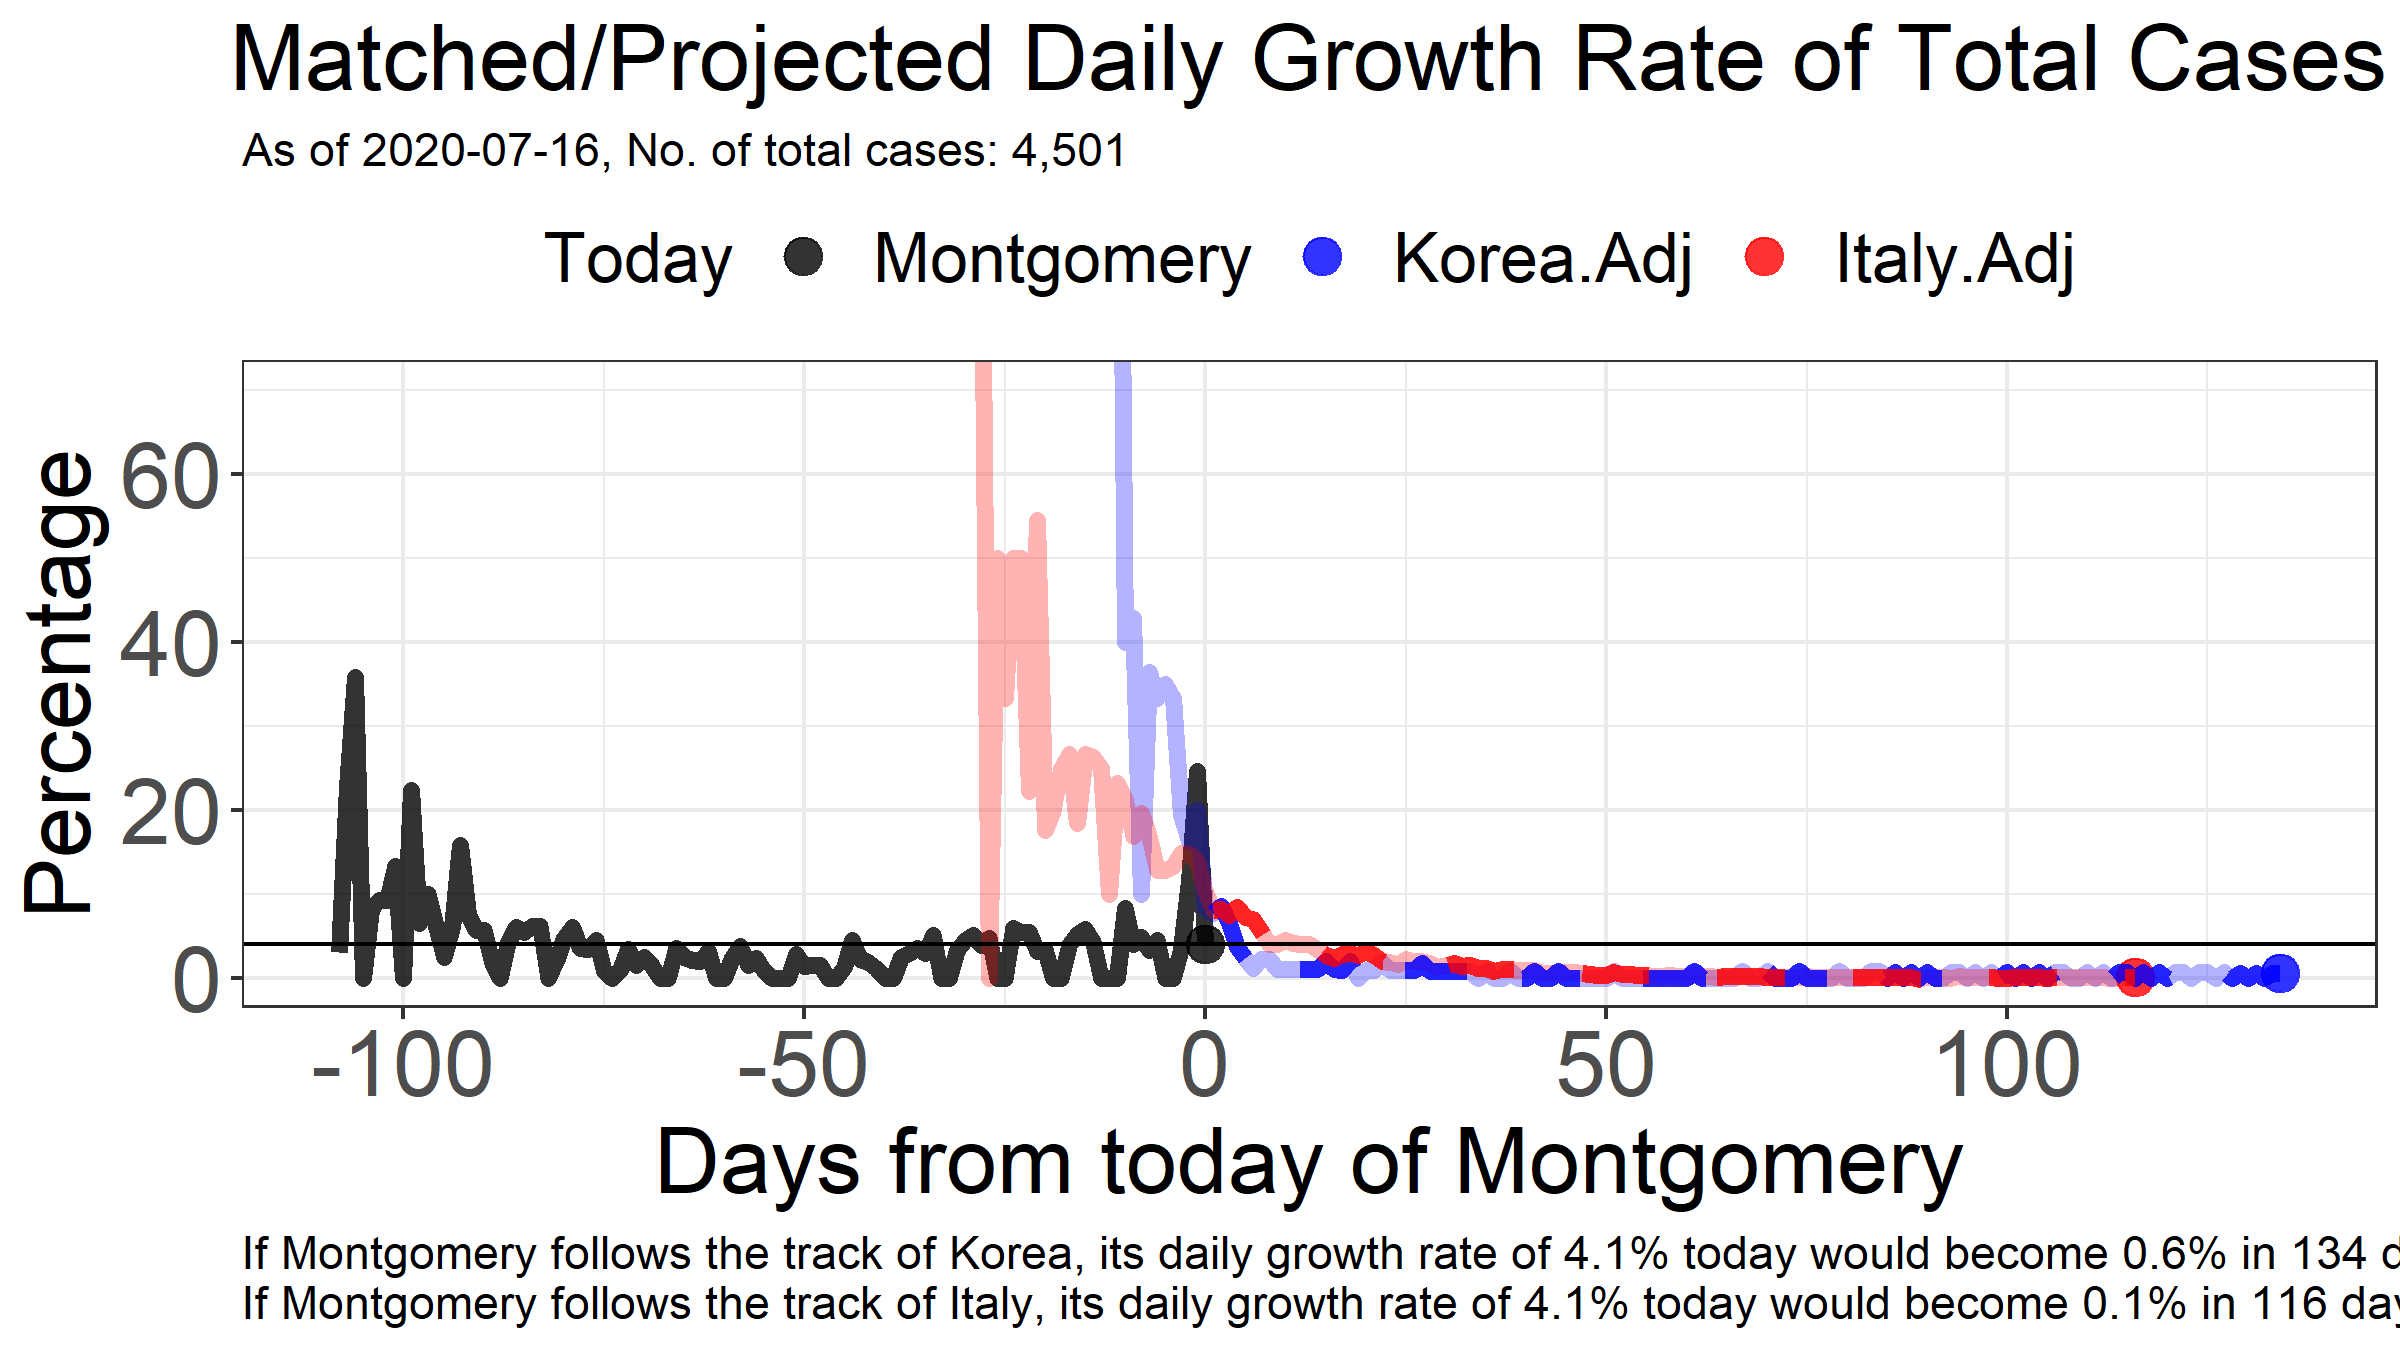 Matched/Projected Daily Growth Rate of Total Cases
As of 2020-07-16, No. of total cases: 4,501
Today Montgomery Korea.Adj Italy.Adj
Percentage
60
40
20
0
-100 -50 0 50 100
Days from today of Montgomery
If Montgomery follows the track of Korea, its daily growth rate of 4.1% today would become 0.6% in 134 d
If Montgomery follows the track of Italy, its daily growth rate of 4.1% today would become 0.1% in 116 day